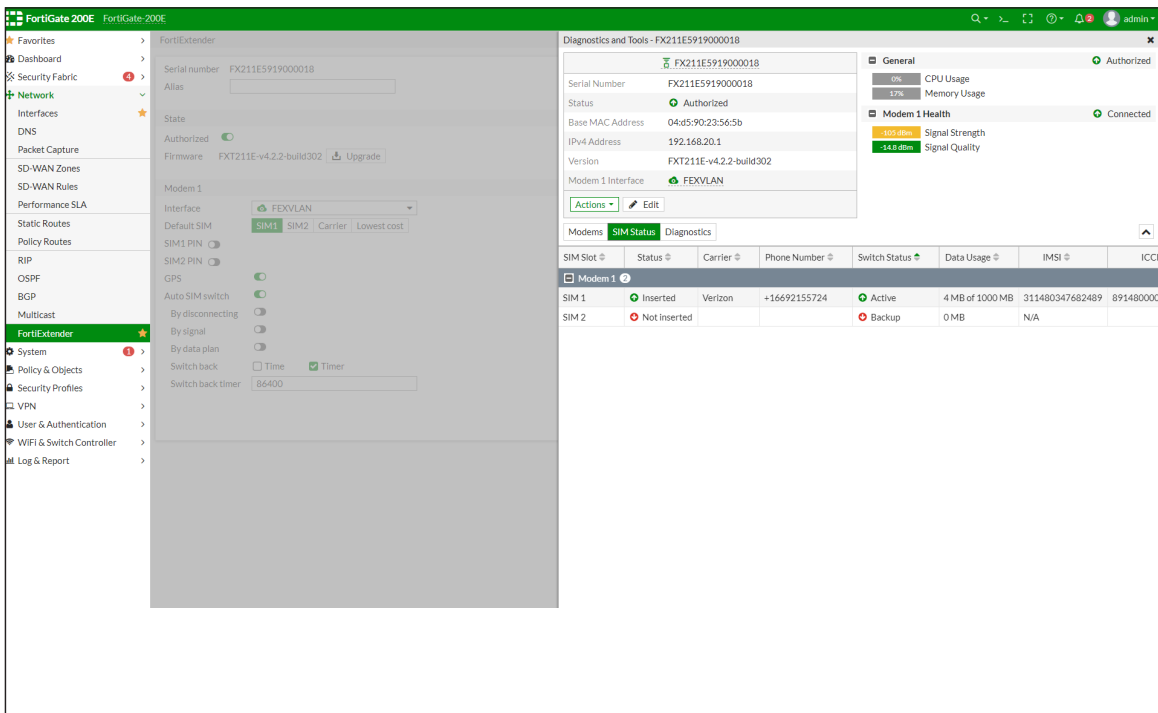 FortiGate 200E FortiGate-200E
2 admin
Favorites
Dashboard
Security Fabric 4
Network
Interfaces
DNS
Packet Capture
SD-WAN Zones
SD-WAN Rules
Performance SLA
Static Routes
Policy Routes
RIP
OSPF
BGP
Multicast
FortiExtender
System 1
Policy & Objects
Security Profiles
VPN
User & Authentication
WiFi & Switch Controller
Log & Report
FortiExtender
Serial number FX211E5919000018
Alias
State
Authorized
Firmware FXT211E-v4.2.2-build302 Upgrade
Modem 1
Interface FEXVLAN
Default SIM SIM1 SIM2 Carrier Lowest cost
SIM1 PIN
SIM2 PIN
GPS
Auto SIM switch
By disconnecting
By signal
By data plan
Switch back Time Timer
Switch back timer 86400
Diagnostics and Tools - FX211E5919000018
FX211E5919000018
Serial Number FX211E5919000018
Status Authorized
Base MAC Address 04:d5:90:23:56:5b
IPv4 Address 192.168.20.1
Version FXT211E-v4.2.2-build302
Modem 1 Interface FEXVLAN
Actions Edit
General Authorized
0% CPU Usage
17% Memory Usage
Modem 1 Health Connected
-105 dBm Signal Strength
-14.8 dBm Signal Quality
Modems SIM Status Diagnostics
SIM Slot Status Carrier Phone Number Switch Status Data Usage IMSI ICCI
Modem 1 2
SIM 1 Inserted Verizon +16692155724 Active 4 MB of 1000 MB 311480347682489 891480000
SIM 2 Not inserted Backup 0 MB N/A